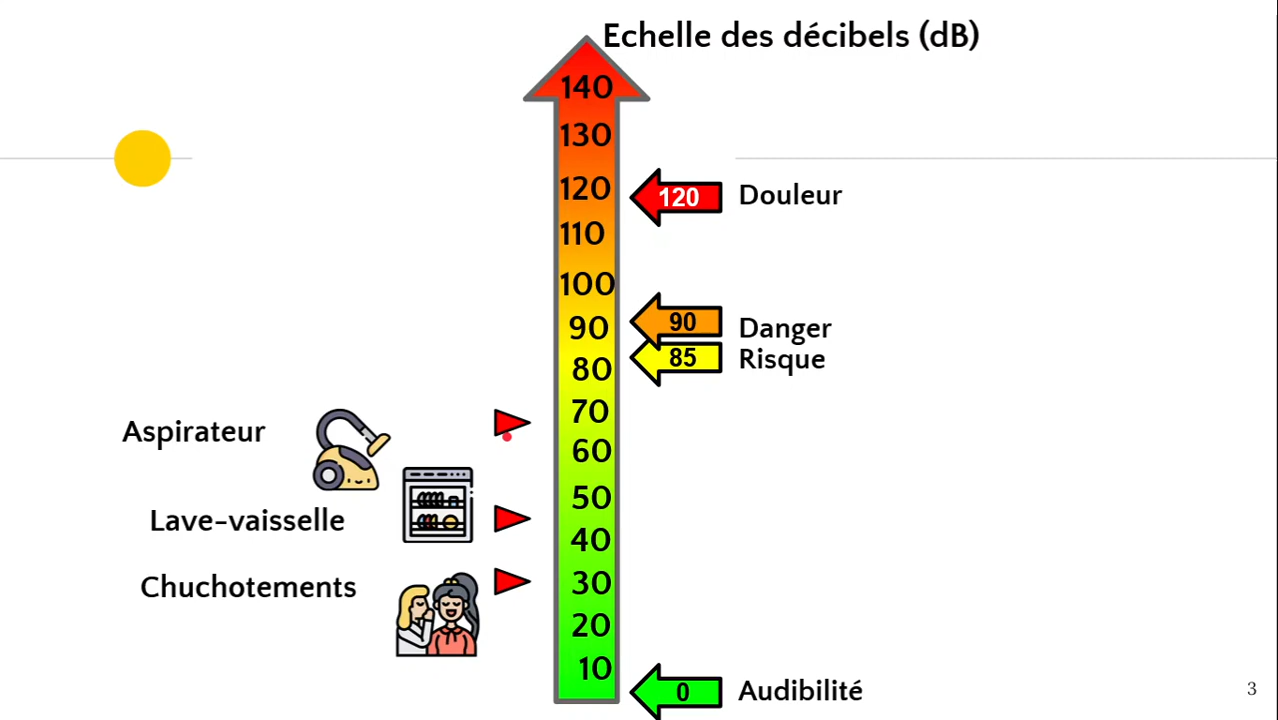 Echelle des décibels (dB)
140
130
120
110
100
90
80
70
60
50
40
30
20
10
120 Douleur
90 Danger
85 Risque
0 Audibilité
Aspirateur
Lave-vaisselle
Chuchotements
3